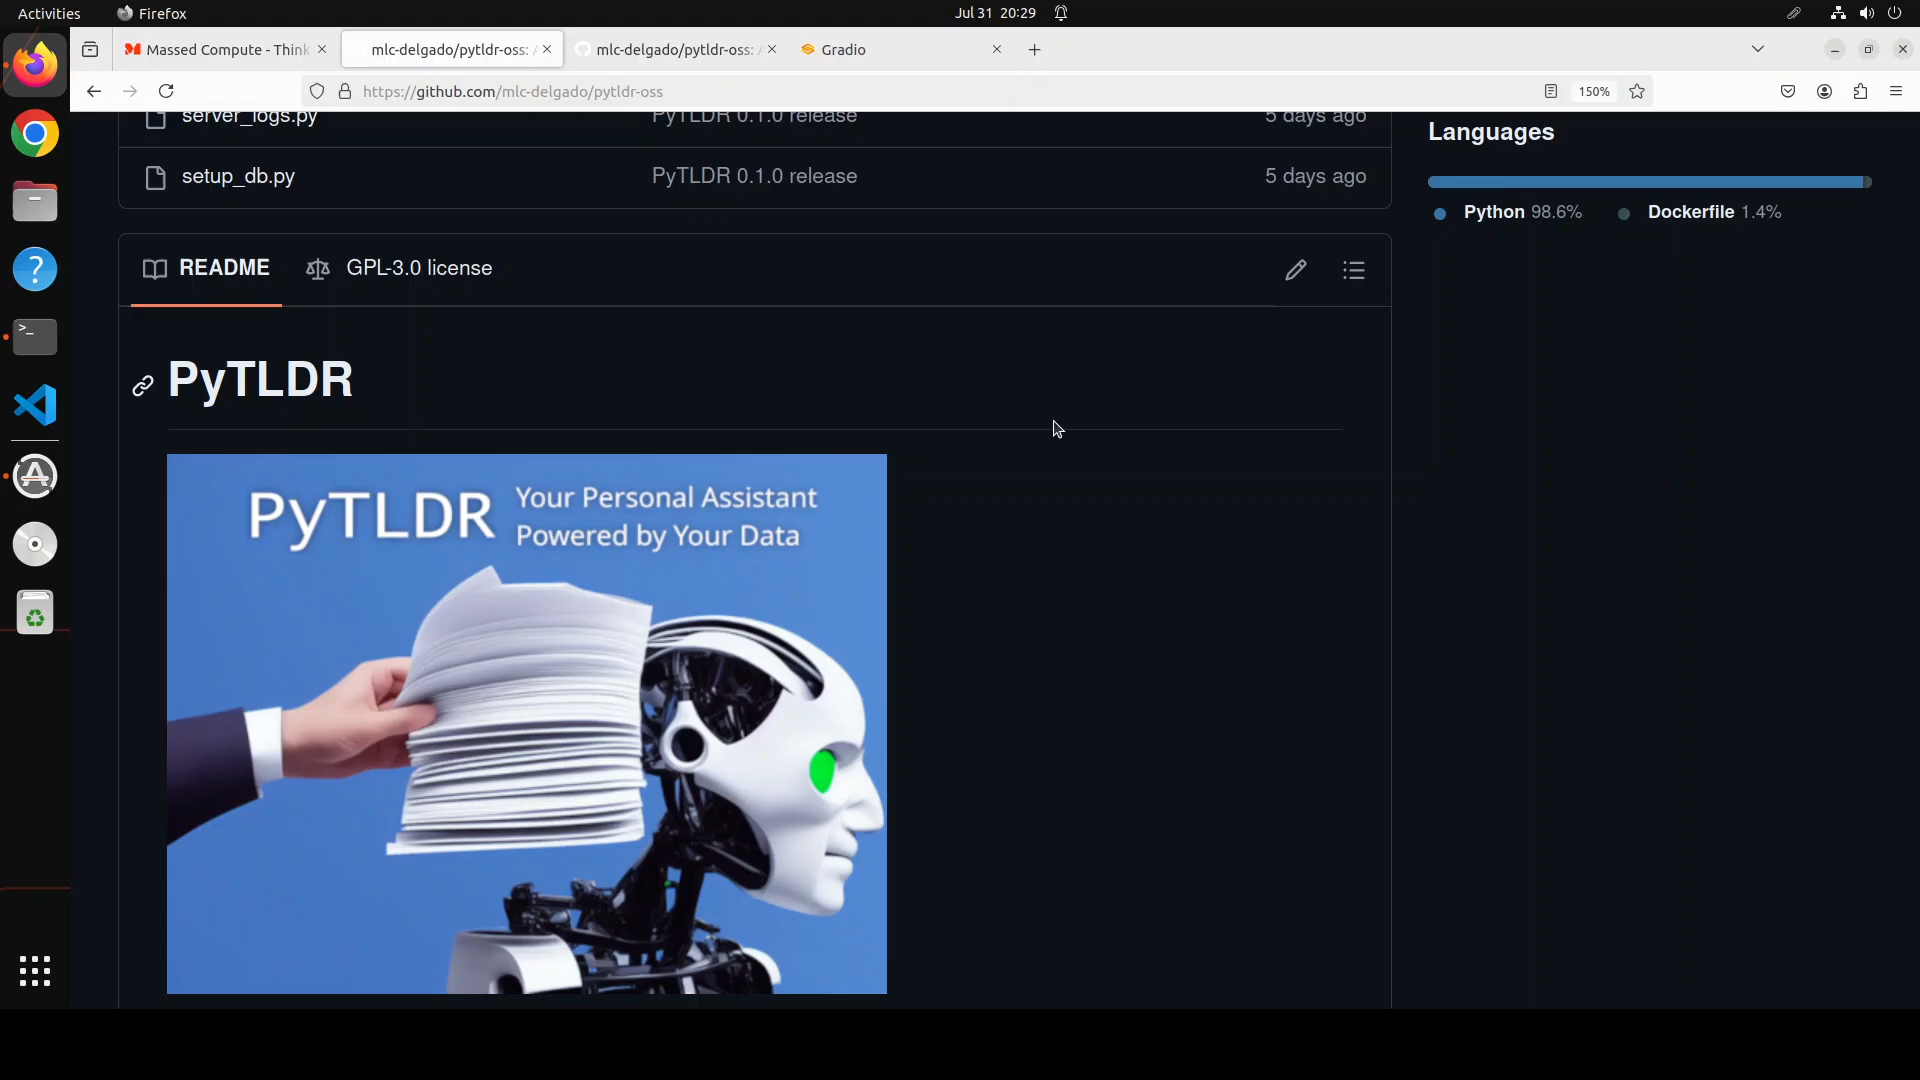 Activities
Firefox
Jul 31 20:29
Massed Compute - Think
mlc-delgado/pytldr-oss: A
mlc-delgado/pytldr-oss: A
Gradio
https://github.com/mlc-delgado/pytldr-oss
150%
server_logs.py PyTLDR 0.1.0 release 5 days ago
setup_db.py PyTLDR 0.1.0 release 5 days ago
Languages
Python 98.6% Dockerfile 1.4%
README
GPL-3.0 license
PyTLDR
PyTLDR
Your Personal Assistant
Powered by Your Data